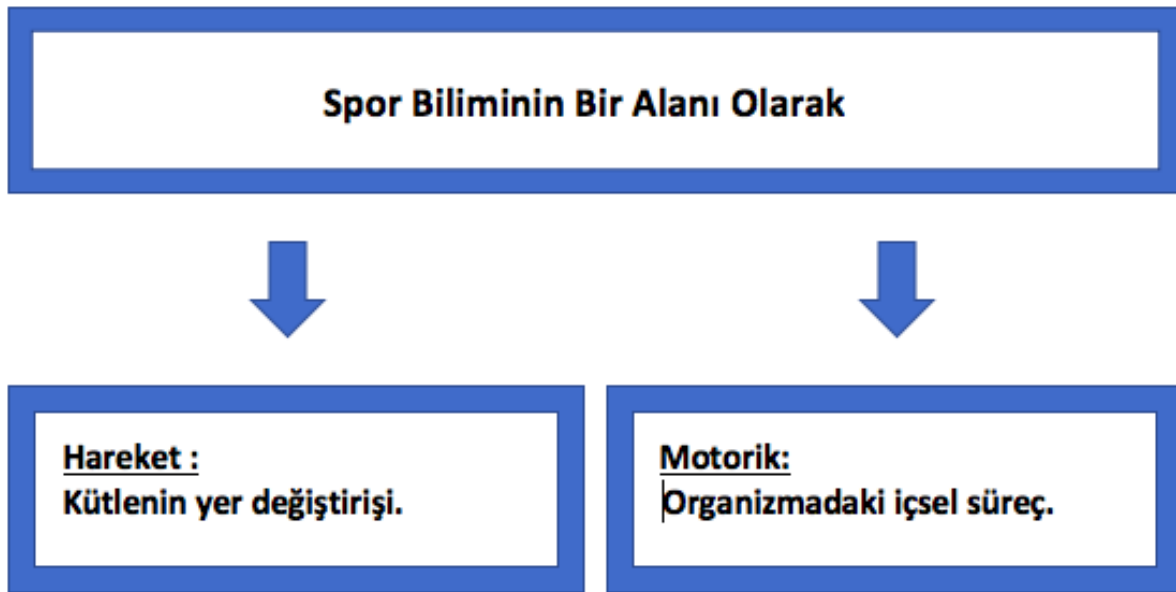 Spor Biliminin Bir Alanı Olarak
Hareket :
Kütlenin yer değiştirişi.
Motorik:
Organizmadaki içsel süreç.